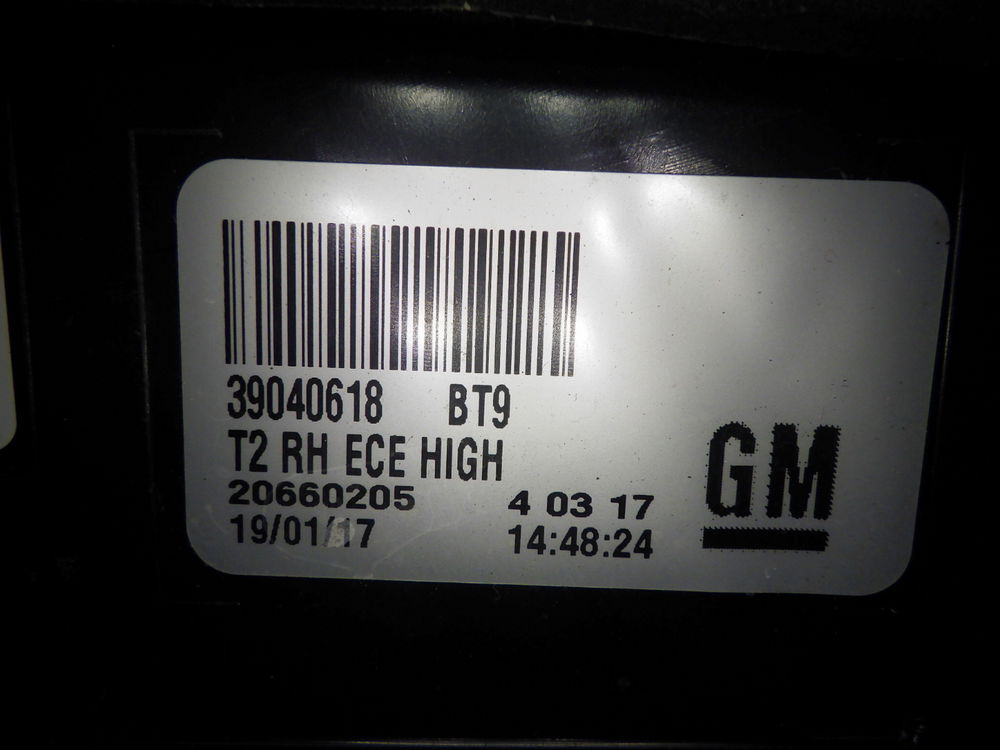 39040618 BT9
T2 RH ECE HIGH
20660205 4 03 17
19/01/17 14:48:24
GM